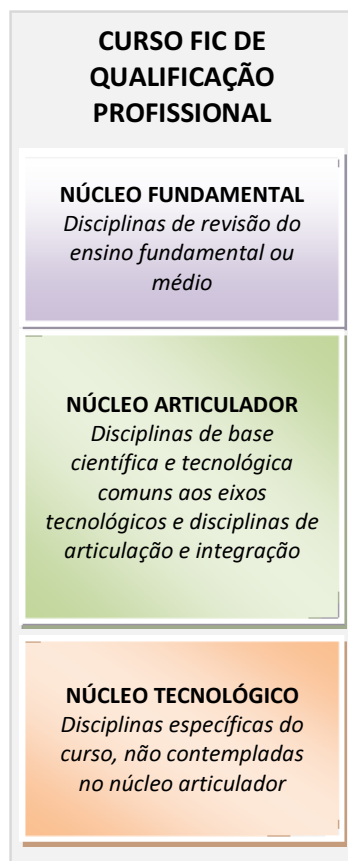 CURSO FIC DE
QUALIFICAÇÃO
PROFISSIONAL
NÚCLEO FUNDAMENTAL
Disciplinas de revisão do
ensino fundamental ou
médio
NÚCLEO ARTICULADOR
Disciplinas de base
científica e tecnológica
comuns aos eixos
tecnológicos e disciplinas de
articulação e integração
NÚCLEO TECNOLÓGICO
Disciplinas específicas do
curso, não contempladas
no núcleo articulador